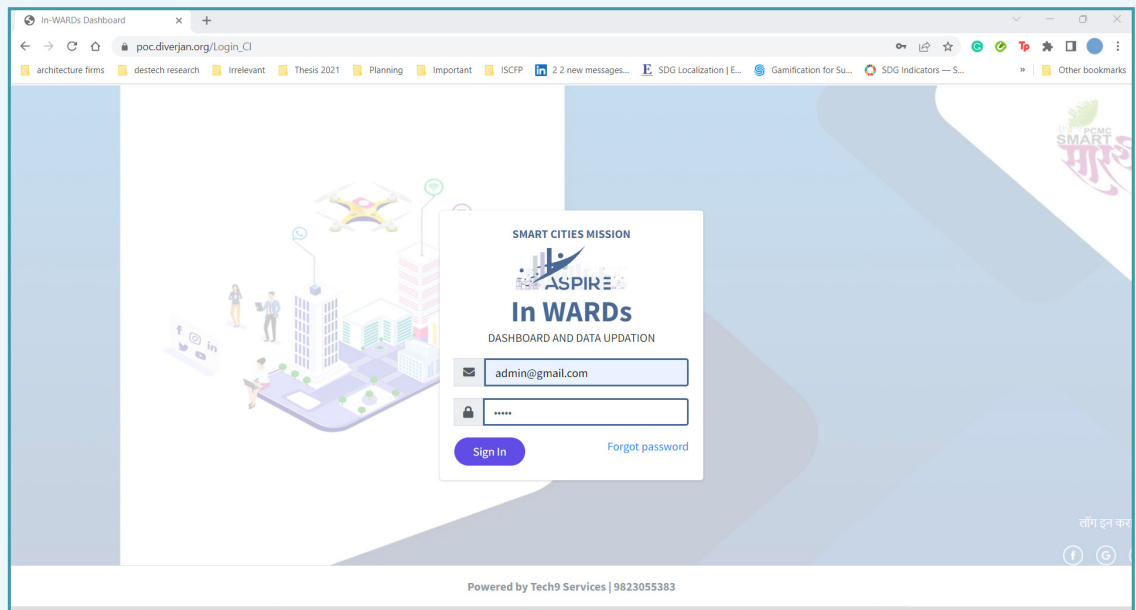 In-WARDs Dashboard
poc.diverjan.org/Login_CI
Tp
architecture firms destech research Irrelevant Thesis 2021 Planning Important ISCFP in 2 2 new messages... E SDG Localization | E... Gamification for Su... SDG Indicators — S... » Other bookmarks
PCMC
SMART
SMART CITIES MISSION
ASPIRE
In WARDs
DASHBOARD AND DATA UPDATION
admin@gmail.com
•••••
Sign In Forgot password
लॉग इन कर
Powered by Tech9 Services | 9823055383